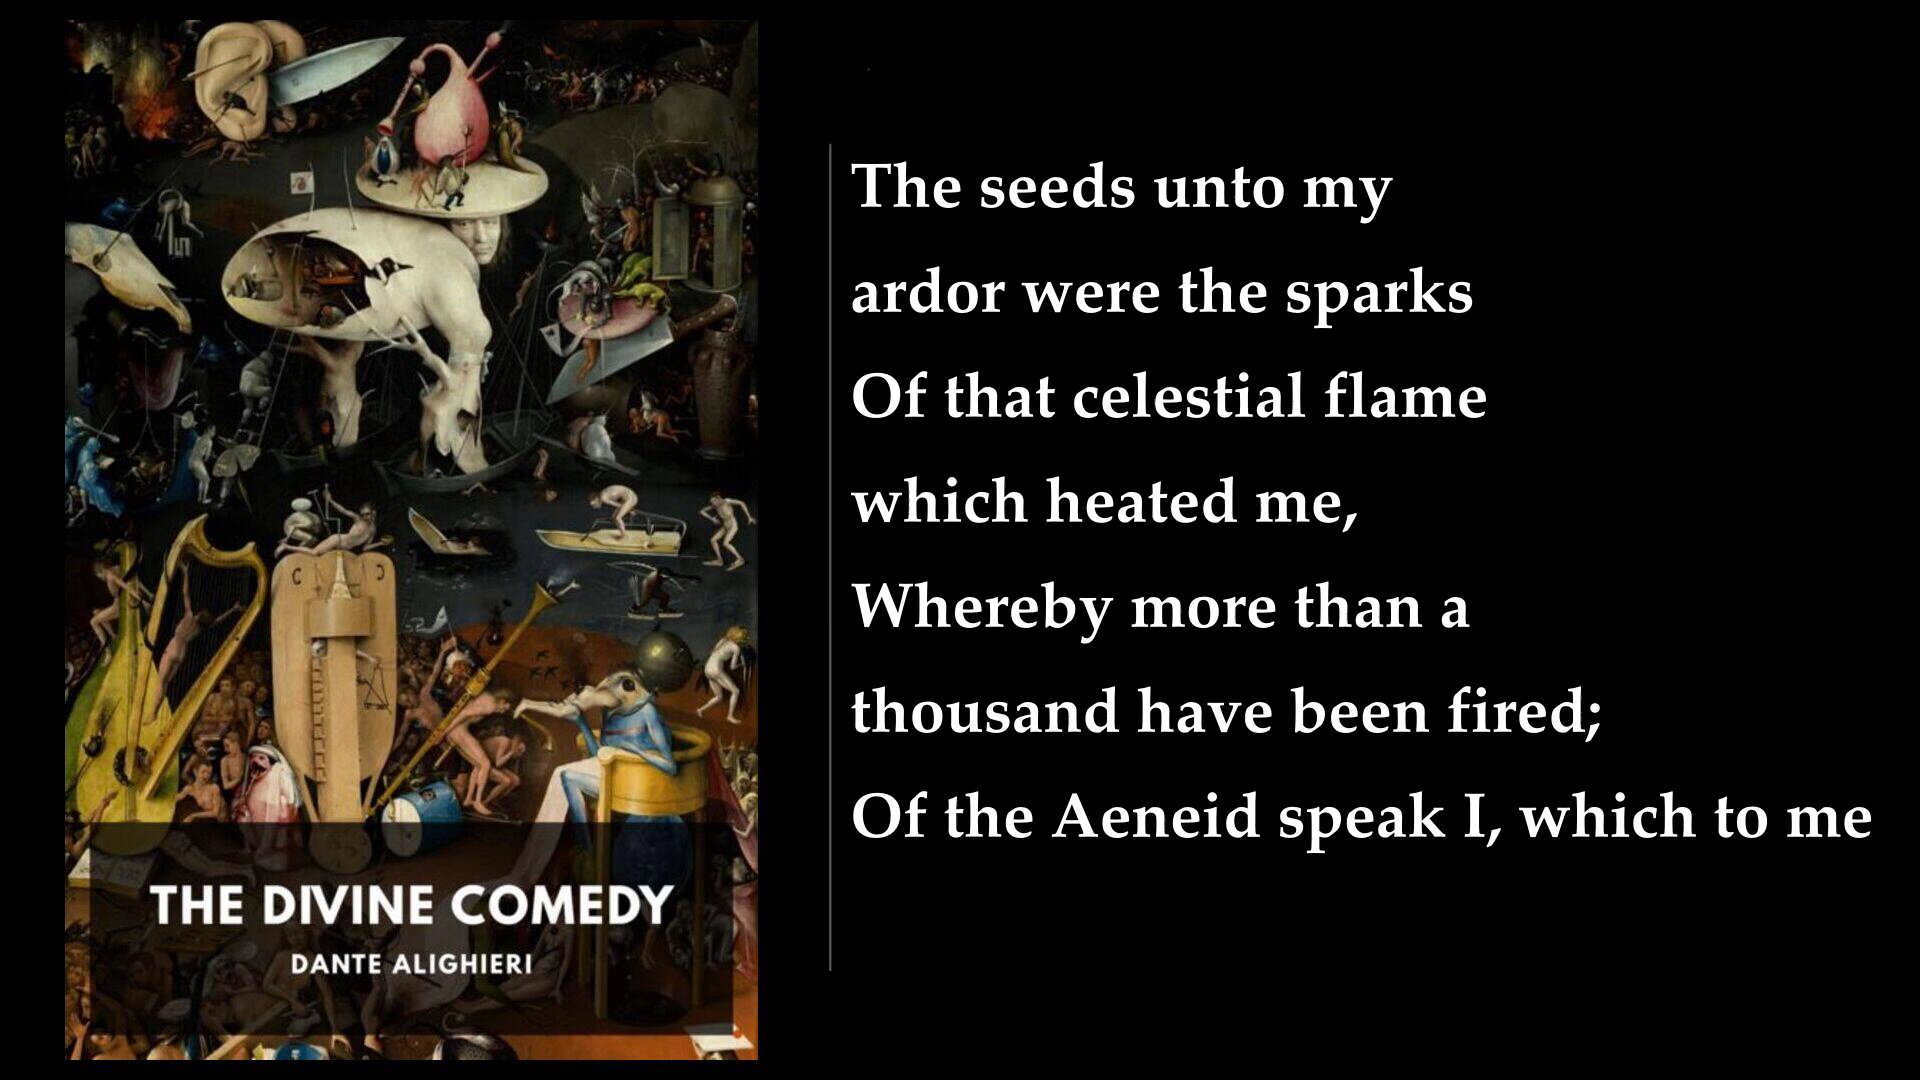 The seeds unto my
ardor were the sparks
Of that celestial flame
which heated me,
Whereby more than a
thousand have been fired;
Of the Aeneid speak I, which to me
THE DIVINE COMEDY
DANTE ALIGHIERI